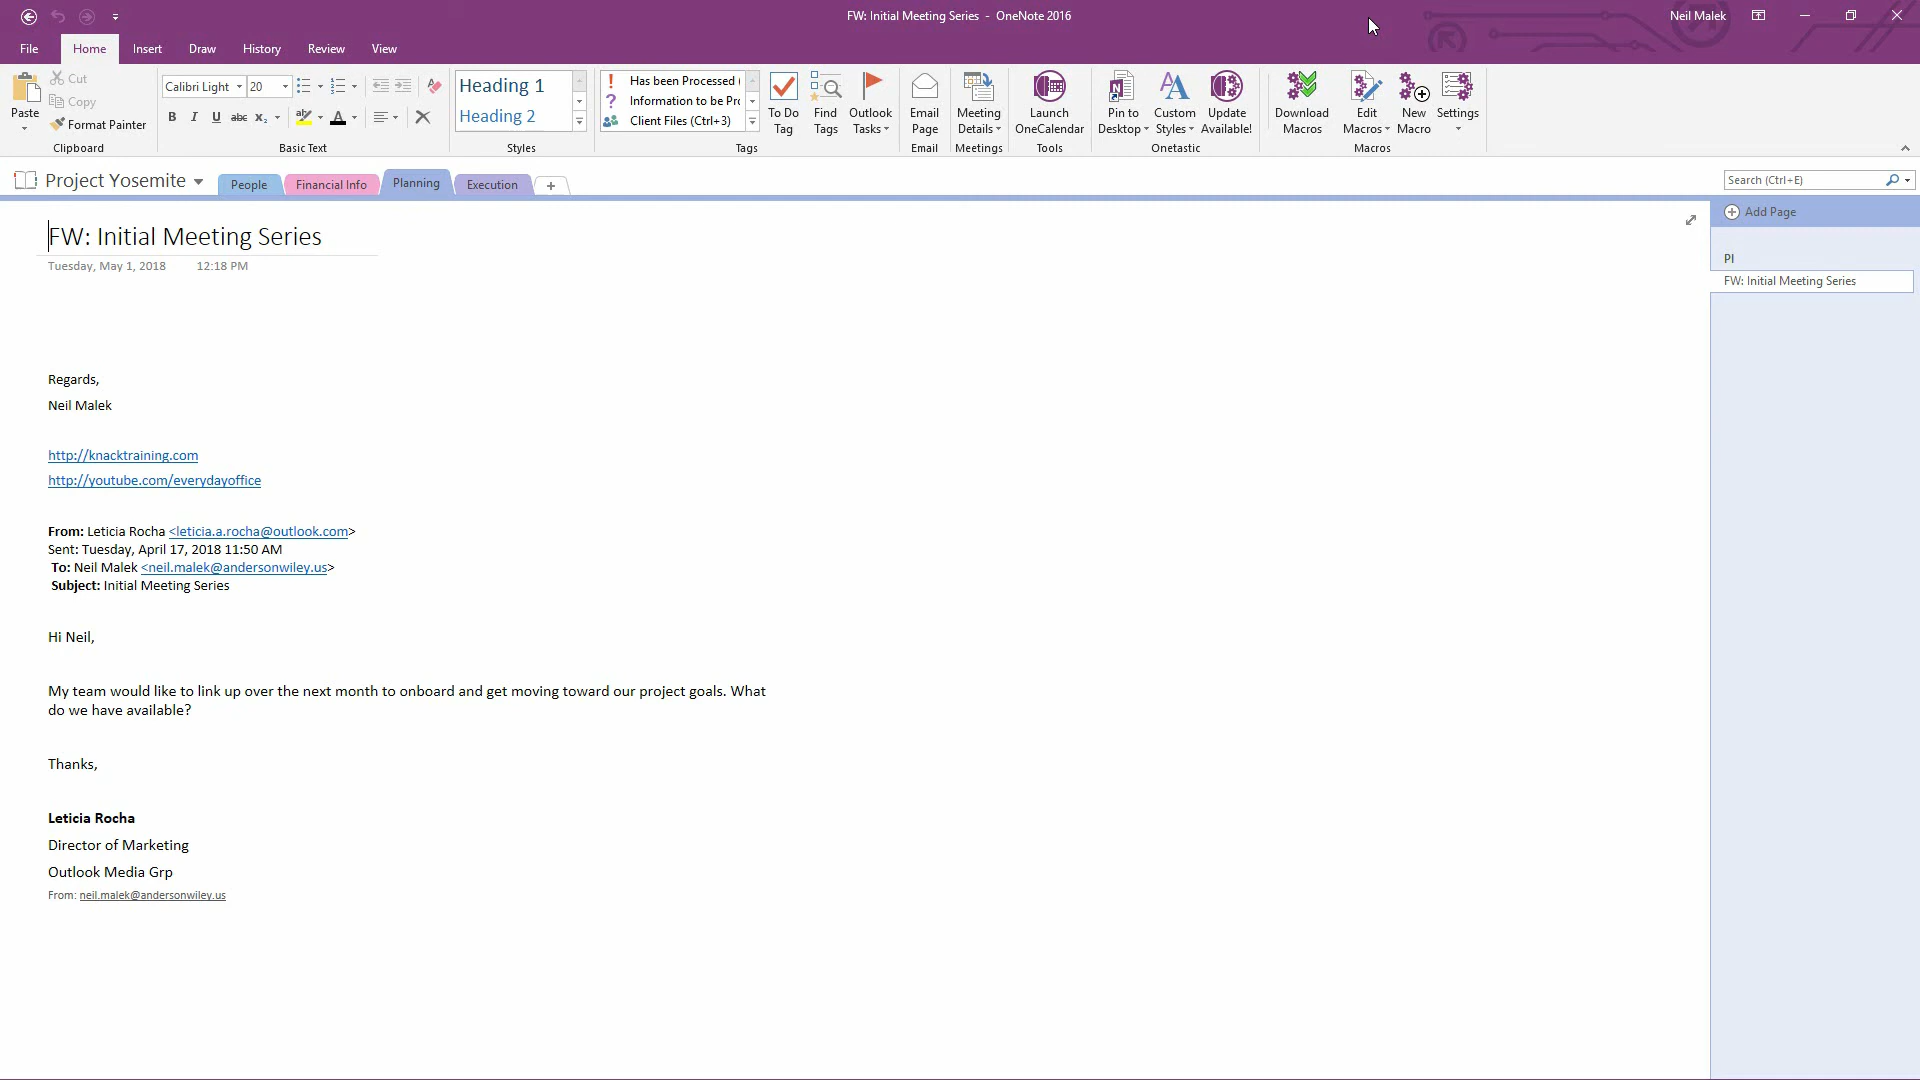 FW: Initial Meeting Series - OneNote 2016
Neil Malek
File Home Insert Draw History Review View
Paste
Cut
Copy
Format Painter
Clipboard
Calibri Light 20
B I U abc x₂ A
Basic Text
Heading 1
Heading 2
Styles
Has been Processed (
Information to be Prc
Client Files (Ctrl+3)
To Do Tag
Find Tags
Tags
Outlook Tasks
Email Page
Email
Meeting Details
Meetings
Launch OneCalendar
Tools
Pin to Desktop
Custom Styles
Update Available!
Onetastic
Download Macros
Edit Macros
New Macro
Settings
Macros
Project Yosemite
People Financial Info Planning Execution +
Search (Ctrl+E)
Add Page
PI
FW: Initial Meeting Series
FW: Initial Meeting Series
Tuesday, May 1, 2018 12:18 PM
Regards,
Neil Malek
http://knacktraining.com
http://youtube.com/everydayoffice
From: Leticia Rocha <leticia.a.rocha@outlook.com>
Sent: Tuesday, April 17, 2018 11:50 AM
To: Neil Malek <neil.malek@andersonwiley.us>
Subject: Initial Meeting Series
Hi Neil,
My team would like to link up over the next month to onboard and get moving toward our project goals. What
do we have available?
Thanks,
Leticia Rocha
Director of Marketing
Outlook Media Grp
From: neil.malek@andersonwiley.us